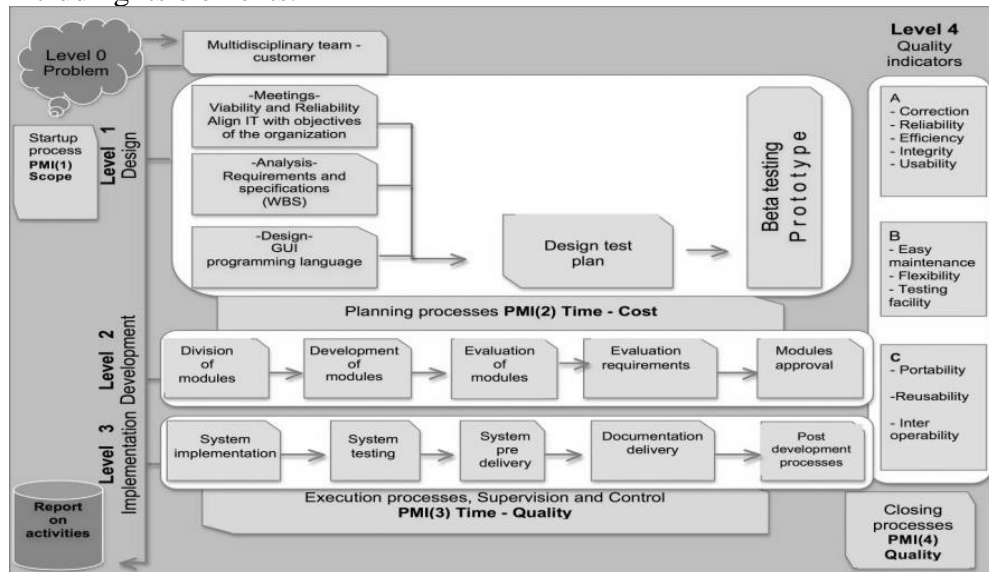 including its elements.
Level 0
Problem
Multidisciplinary team -
customer
Level 4
Quality
indicators
Startup
process
PMI(1)
Scope
Level 1
Design
-Meetings-
Viability and Reliability
Align IT with objectives
of the organization
-Analysis-
Requirements and
specifications
(WBS)
-Design-
GUI
programming language
Design test
plan
Beta testing
Prototype
A
- Correction
- Reliability
- Efficiency
- Integrity
- Usability
B
- Easy
maintenance
- Flexibility
- Testing
facility
C
- Portability
-Reusability
- Inter
operability
Planning processes PMI(2) Time - Cost
Level 2
Development
Division
of
modules
Development
of
modules
Evaluation
of
modules
Evaluation
requirements
Modules
approval
Level 3
Implementation
System
implementation
System
testing
System
pre
delivery
Documentation
delivery
Post
development
processes
Execution processes, Supervision and Control
PMI(3) Time - Quality
Report
on
activities
Closing
processes
PMI(4)
Quality